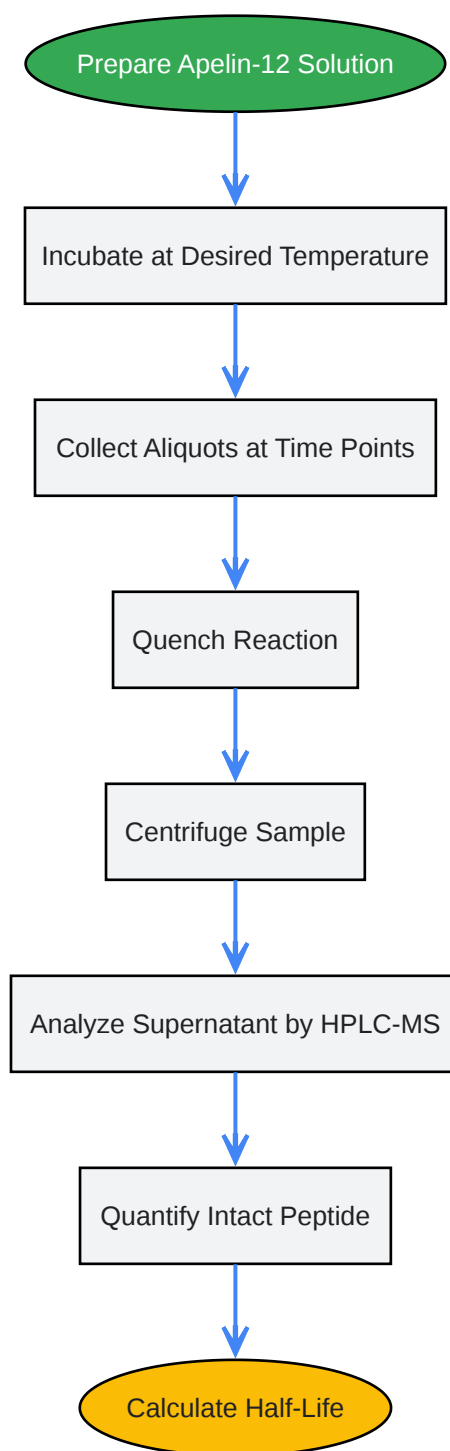 Prepare Apelin-12 Solution
Incubate at Desired Temperature
Collect Aliquots at Time Points
Quench Reaction
Centrifuge Sample
Analyze Supernatant by HPLC-MS
Quantify Intact Peptide
Calculate Half-Life